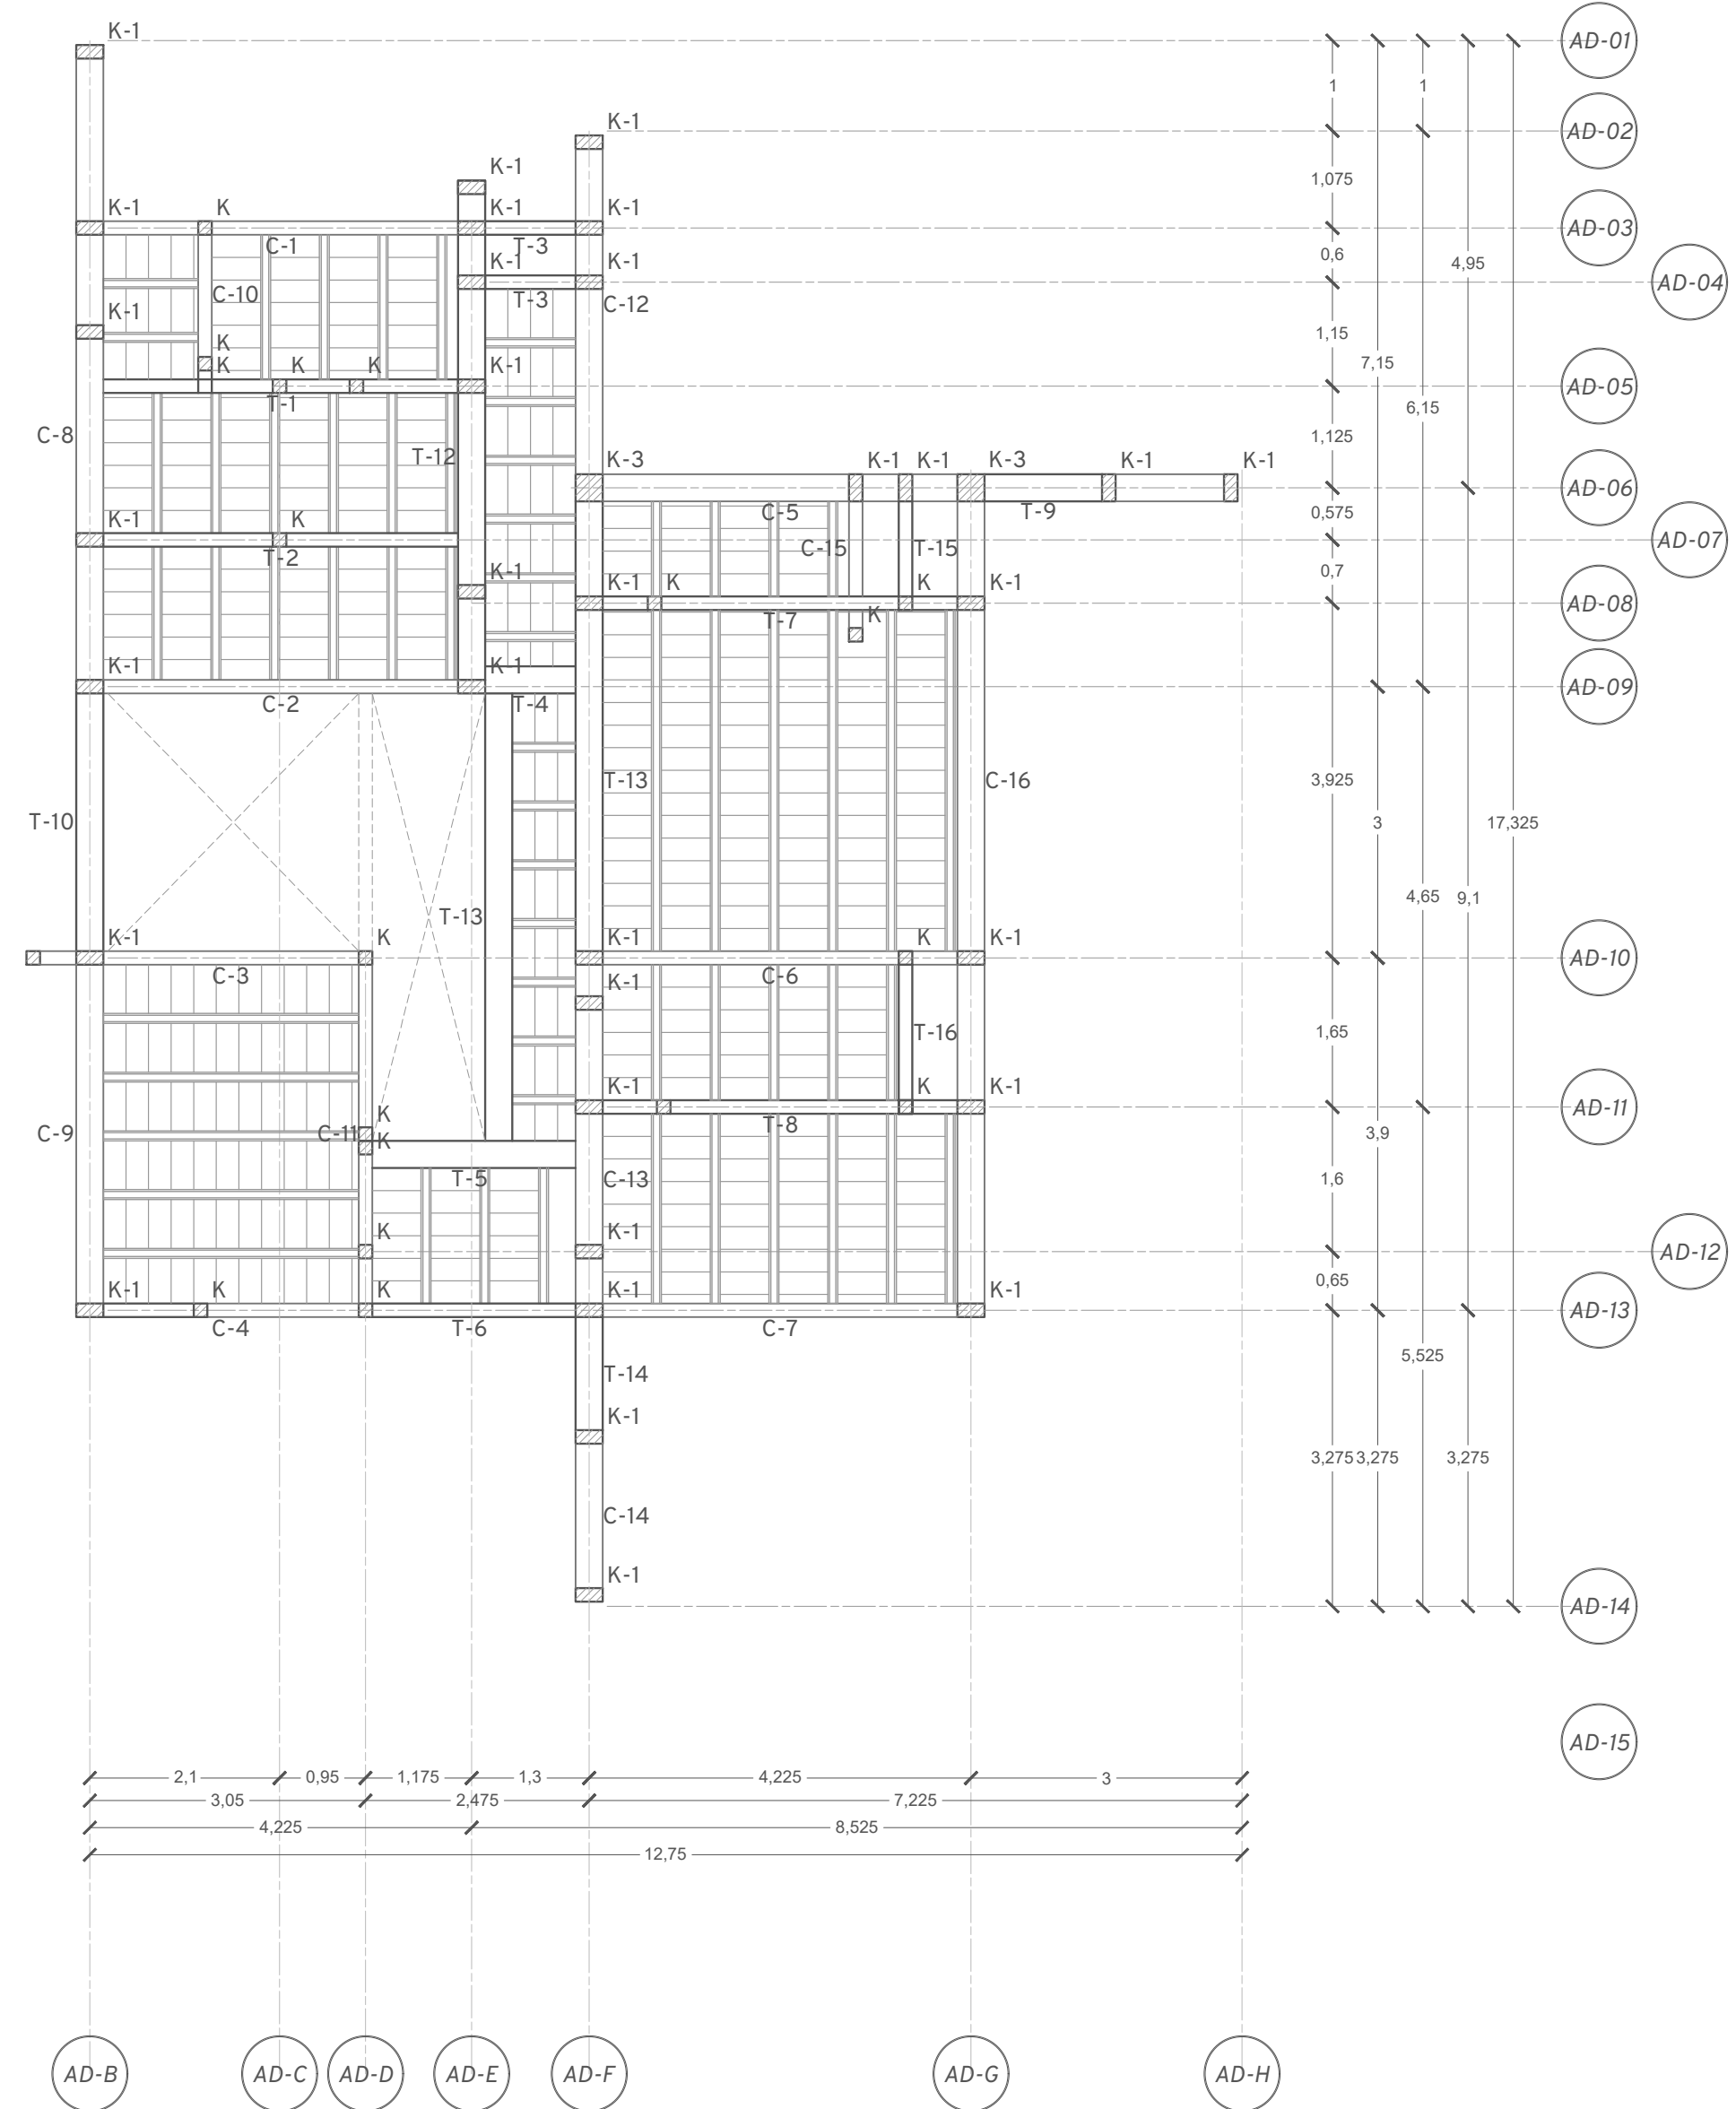 K-1
AD-01
1
1
K-1
AD-02
K-1
1,075
K-1
K
K-1
K-1
AD-03
C-1
T-3
0,6
4,95
K-1
K-1
AD-04
C-10
T-3
C-12
K-1
1,15
K
7,15
K
K
K
K-1
AD-05
T-1
6,15
C-8
1,125
T-12
K-3
K-1
K-1
K-3
K-1
K-1
AD-06
C-5
T-9
0,575
K-1
K
C-15
T-15
AD-07
T-2
0,7
K-1
K-1
K
K
K-1
AD-08
T-7
K
K-1
K-1
AD-09
C-2
T-4
T-13
C-16
3,925
T-10
3
17,325
4,65
9,1
T-13
K-1
K
K-1
K
K-1
AD-10
C-3
C-6
K-1
T-16
1,65
K-1
K
K-1
AD-11
K
C-9
C-11
K
T-8
3,9
T-5
C-13
1,6
K
K-1
AD-12
0,65
K-1
K
K
K-1
K-1
AD-13
C-4
T-6
C-7
5,525
T-14
K-1
3,275
3,275
3,275
C-14
K-1
AD-14
AD-15
2,1
0,95
1,175
1,3
4,225
3
3,05
2,475
7,225
4,225
8,525
12,75
AD-B
AD-C
AD-D
AD-E
AD-F
AD-G
AD-H